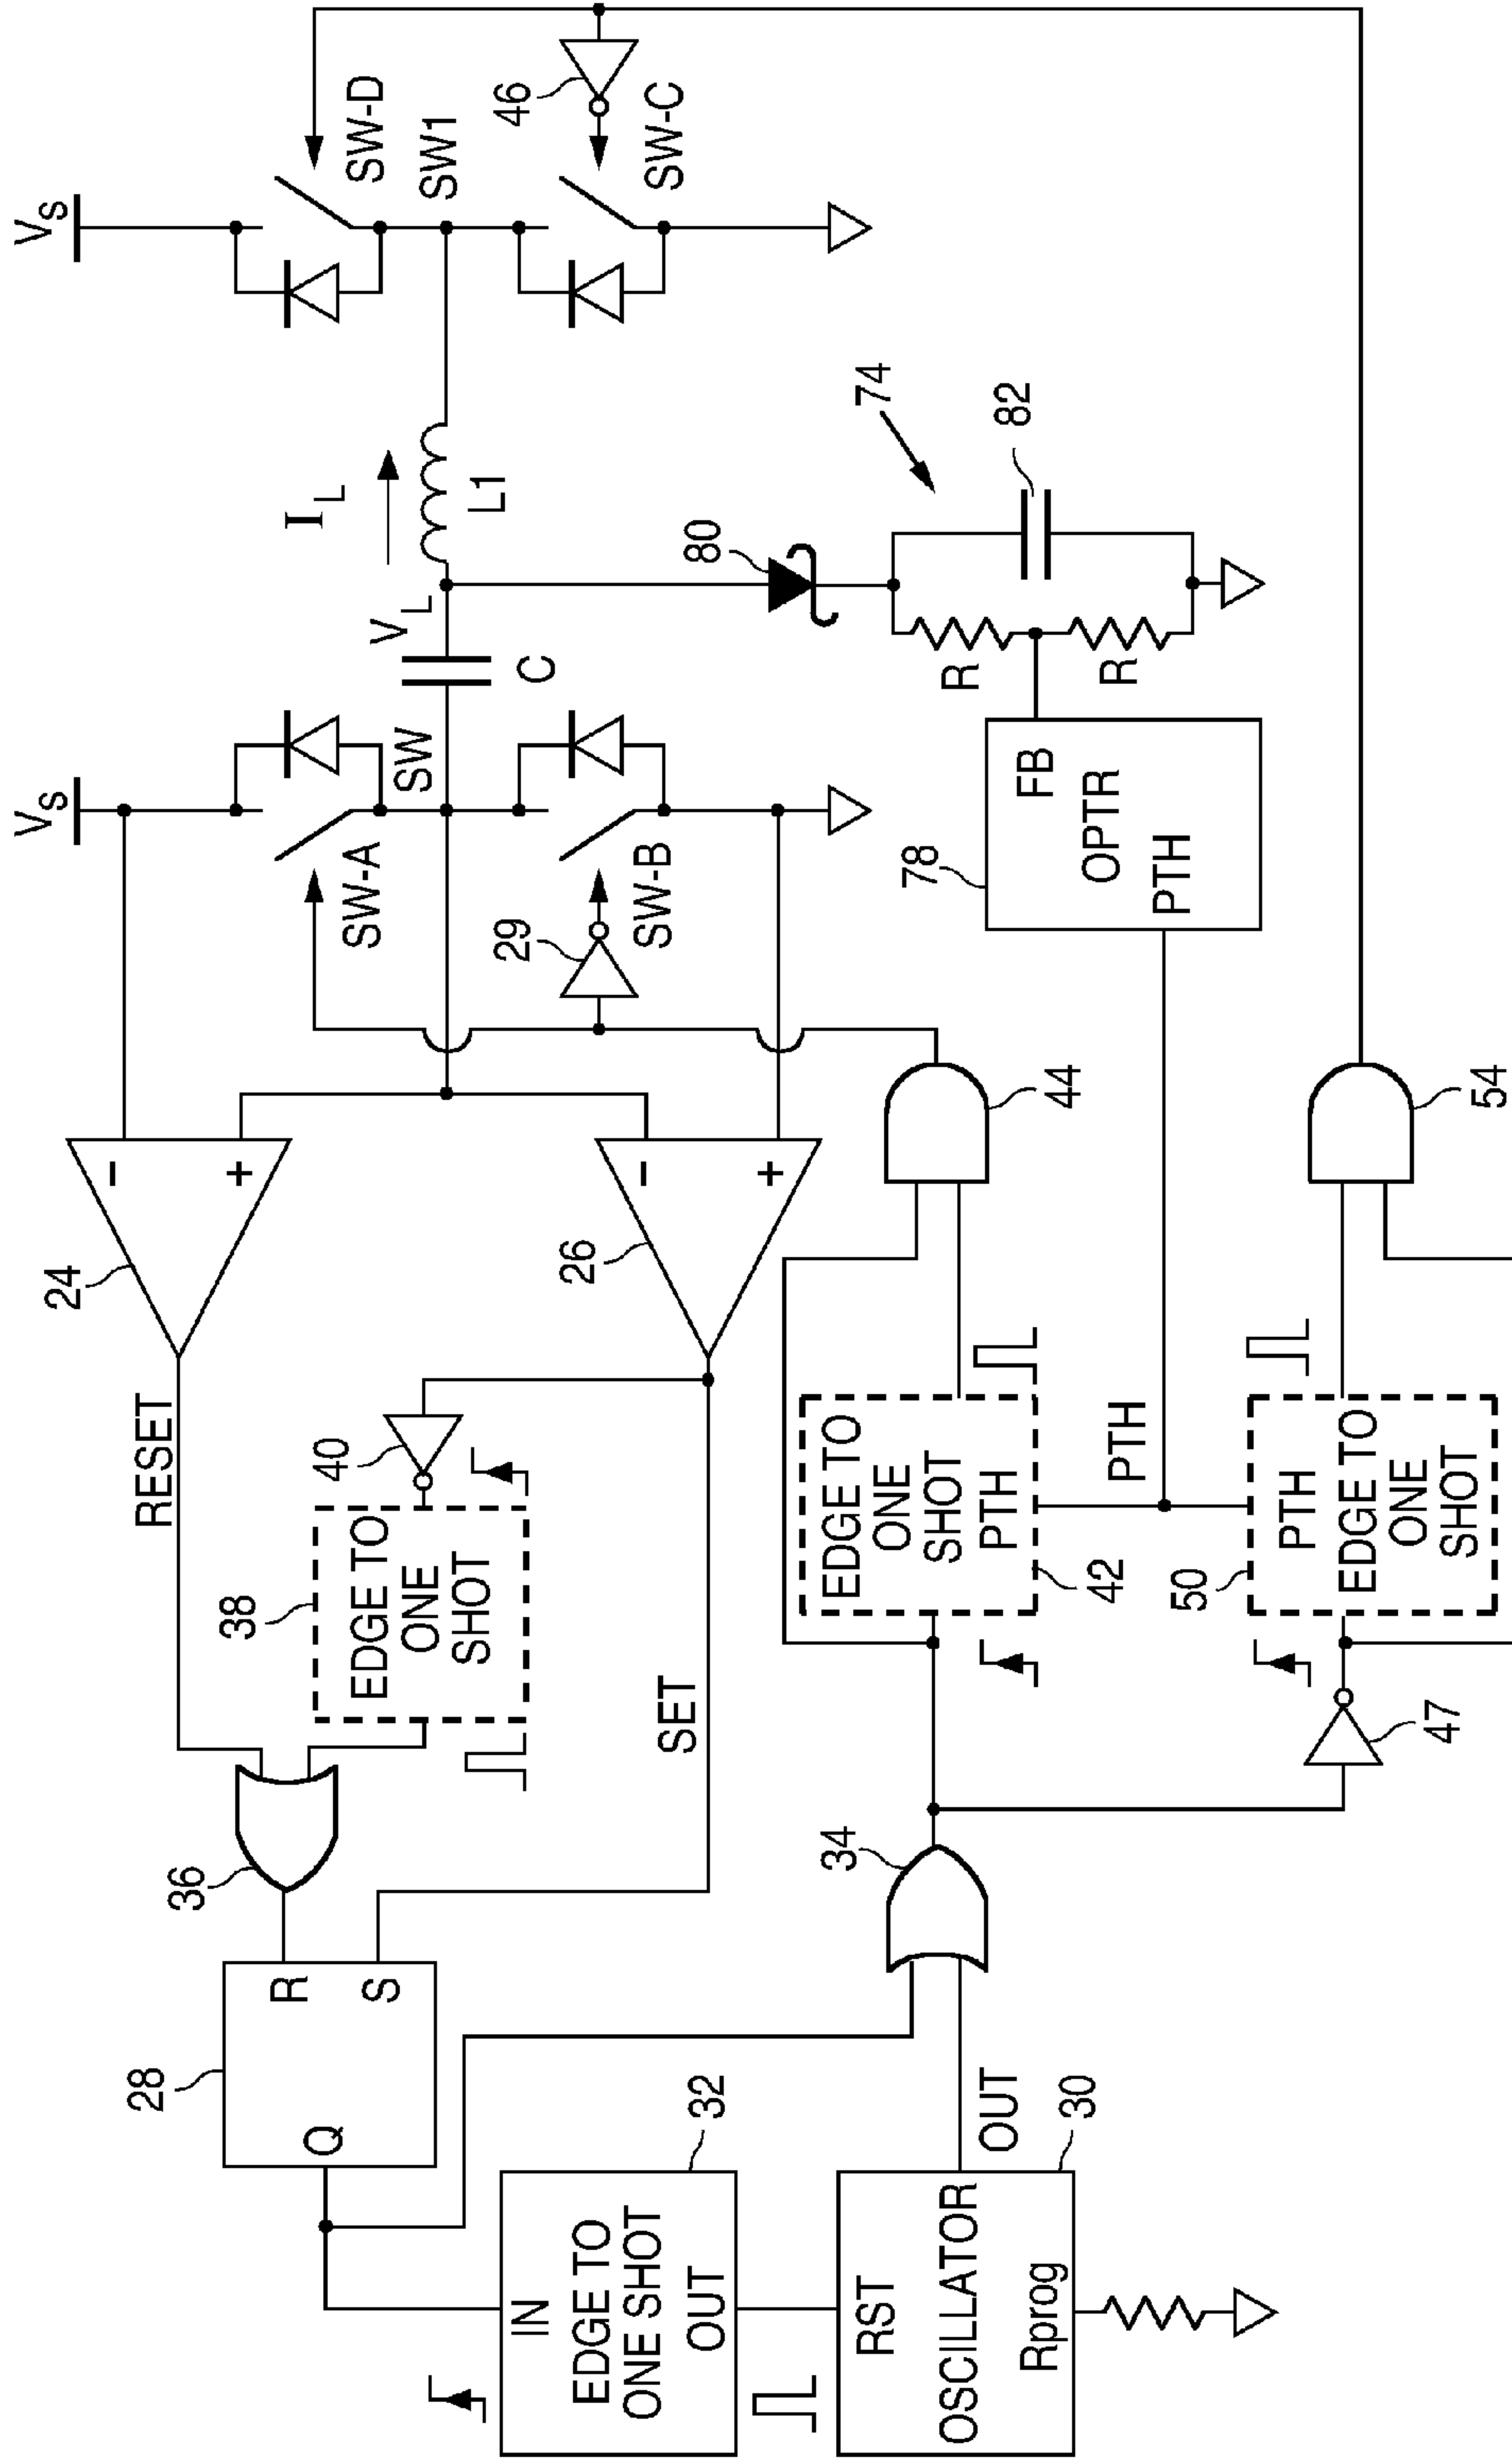 VS
SW-D
SW1
SW-C
46
IL
L1
VL
C
80
74
82
R
R
VS
SW-A
SW
SW-B
29
78
FB
OPTR
PTH
24
−
+
26
−
+
44
54
RESET
40
38
EDGE TO
ONE
SHOT
SET
EDGE TO
ONE
SHOT
PTH
42
PTH
50
PTH
EDGE TO
ONE
SHOT
47
36
34
28
R
S
Q
32
IN
EDGE TO
ONE SHOT
OUT
OUT
30
RST
OSCILLATOR
Rprog